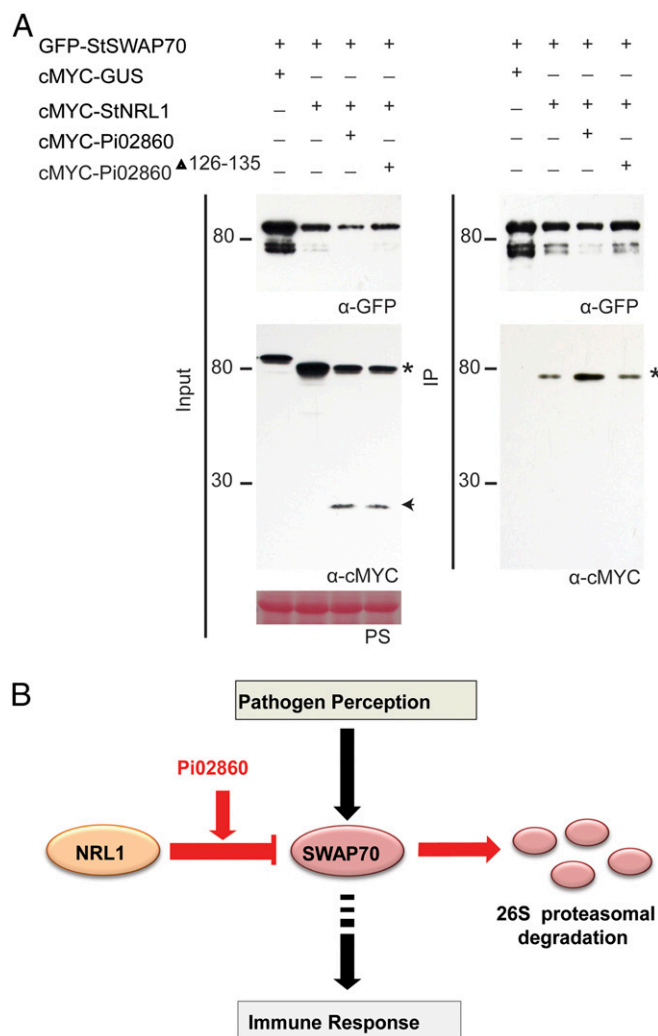 A
GFP-StSWAP70 + + + + + + + +
cMYC-GUS + – – – + – – –
cMYC-StNRL1 – + + + – + + +
cMYC-Pi02860 – – + – – – + –
cMYC-Pi02860 ▲126-135 – – – + – – – +
80
α-GFP
80
α-GFP
Input
80 *
30
α-cMYC
IP
80 *
30
α-cMYC
PS
B
Pathogen Perception
Pi02860
NRL1
SWAP70
26S proteasomal
degradation
Immune Response